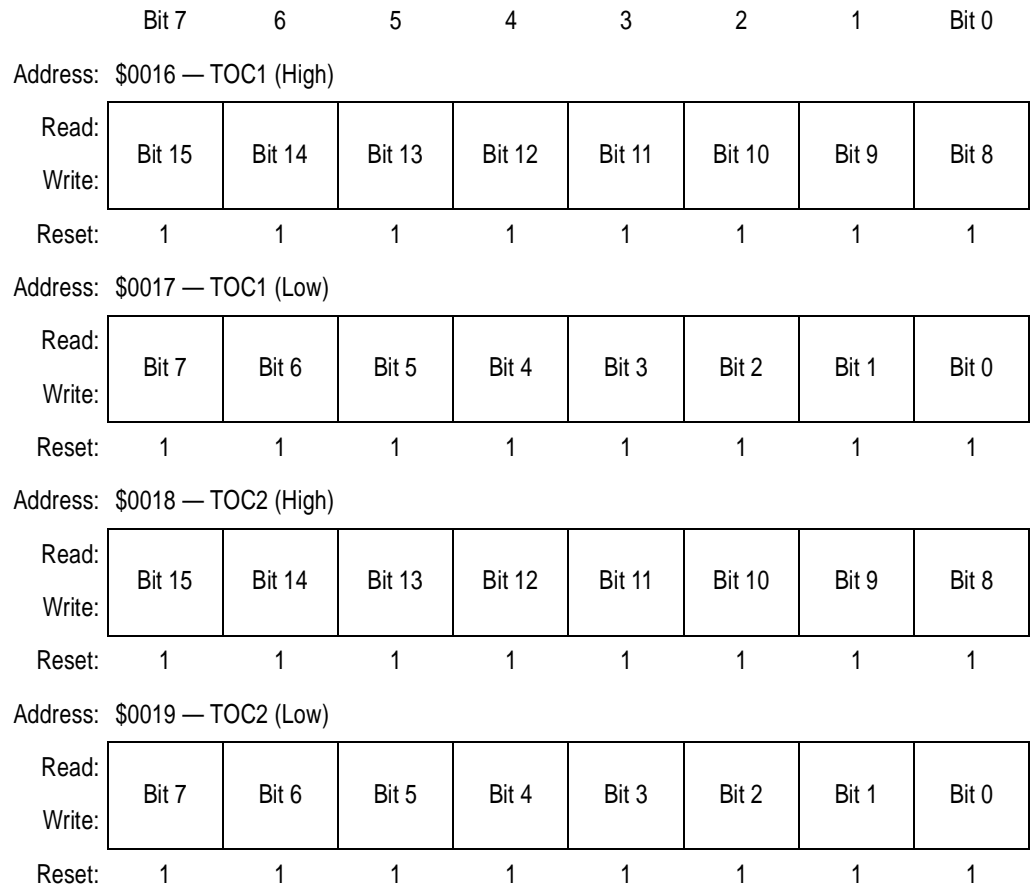 Bit 7 6 5 4 3 2 1 Bit 0
Address: $0016 — TOC1 (High)
Read:
Bit 15 Bit 14 Bit 13 Bit 12 Bit 11 Bit 10 Bit 9 Bit 8
Write:
Reset: 1 1 1 1 1 1 1 1
Address: $0017 — TOC1 (Low)
Read:
Bit 7 Bit 6 Bit 5 Bit 4 Bit 3 Bit 2 Bit 1 Bit 0
Write:
Reset: 1 1 1 1 1 1 1 1
Address: $0018 — TOC2 (High)
Read:
Bit 15 Bit 14 Bit 13 Bit 12 Bit 11 Bit 10 Bit 9 Bit 8
Write:
Reset: 1 1 1 1 1 1 1 1
Address: $0019 — TOC2 (Low)
Read:
Bit 7 Bit 6 Bit 5 Bit 4 Bit 3 Bit 2 Bit 1 Bit 0
Write:
Reset: 1 1 1 1 1 1 1 1